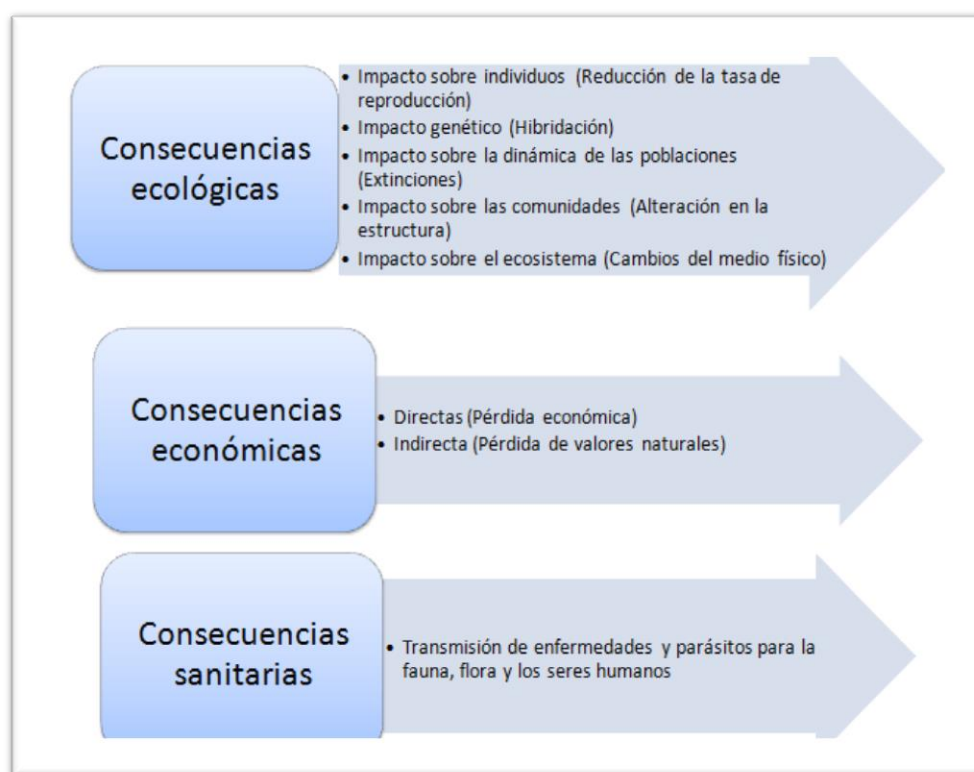 Consecuencias
ecológicas
• Impacto sobre individuos (Reducción de la tasa de
reproducción)
• Impacto genético (Hibridación)
• Impacto sobre la dinámica de las poblaciones
(Extinciones)
• Impacto sobre las comunidades (Alteración en la
estructura)
• Impacto sobre el ecosistema (Cambios del medio físico)
Consecuencias
económicas
• Directas (Pérdida económica)
• Indirecta (Pérdida de valores naturales)
Consecuencias
sanitarias
• Transmisión de enfermedades y parásitos para la
fauna, flora y los seres humanos